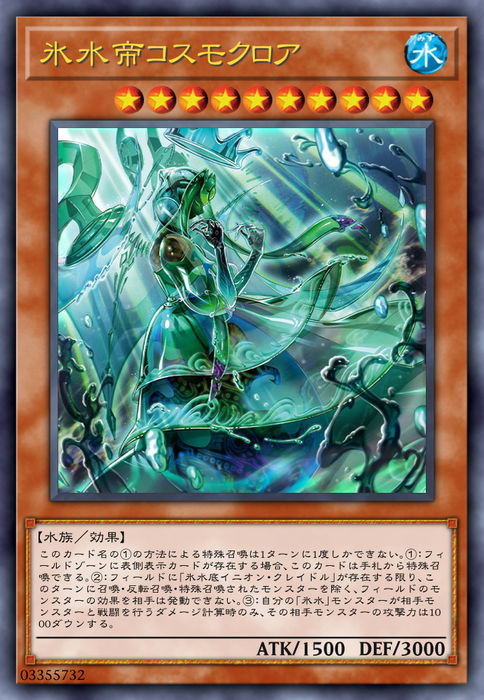 氷水帝コスモクロア
みず
水
【水族／効果】
このカード名の①の方法による特殊召喚は1ターンに1度しかできない。①：フィ
ールドゾーンに表側表示カードが存在する場合、このカードは手札から特殊召
喚できる。②：フィールドに「氷水底イニオン・クレイドル」が存在する限り、こ
のターンに召喚・反転召喚・特殊召喚されたモンスターを除く、フィールドのモ
ンスターの効果を相手は発動できない。③：自分の「氷水」モンスターが相手モ
ンスターと戦闘を行うダメージ計算時のみ、その相手モンスターの攻撃力は10
00ダウンする。
ATK/1500 DEF/3000
03355732